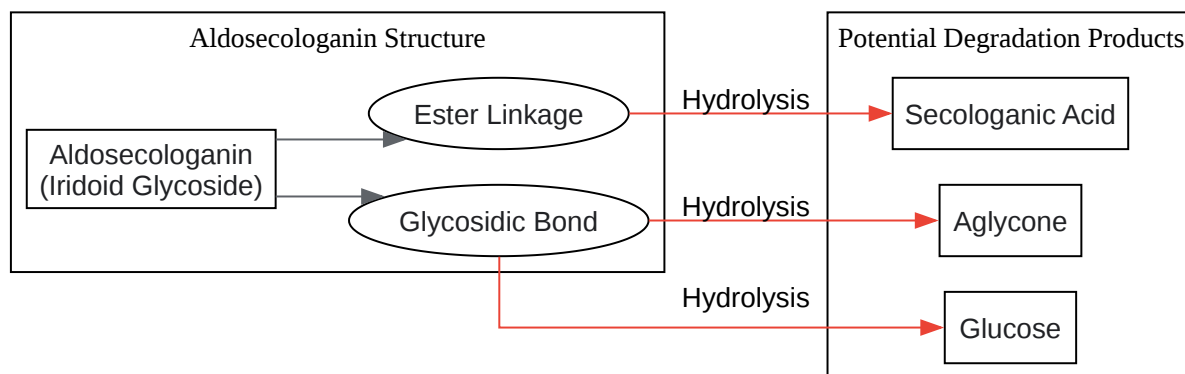 Aldosecologanin Structure
Potential Degradation Products
Aldosecologanin
(Iridoid Glycoside)
Ester Linkage
Hydrolysis
Secologanic Acid
Glycosidic Bond
Hydrolysis
Aglycone
Hydrolysis
Glucose